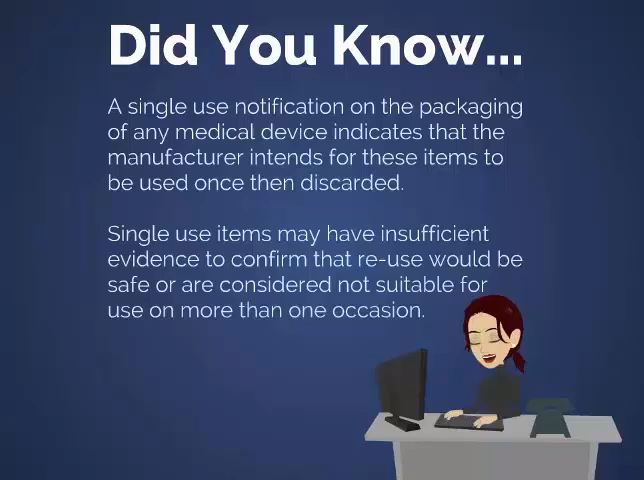 Did You Know...
A single use notification on the packaging
of any medical device indicates that the
manufacturer intends for these items to
be used once then discarded.
Single use items may have insufficient
evidence to confirm that re-use would be
safe or are considered not suitable for
use on more than one occasion.